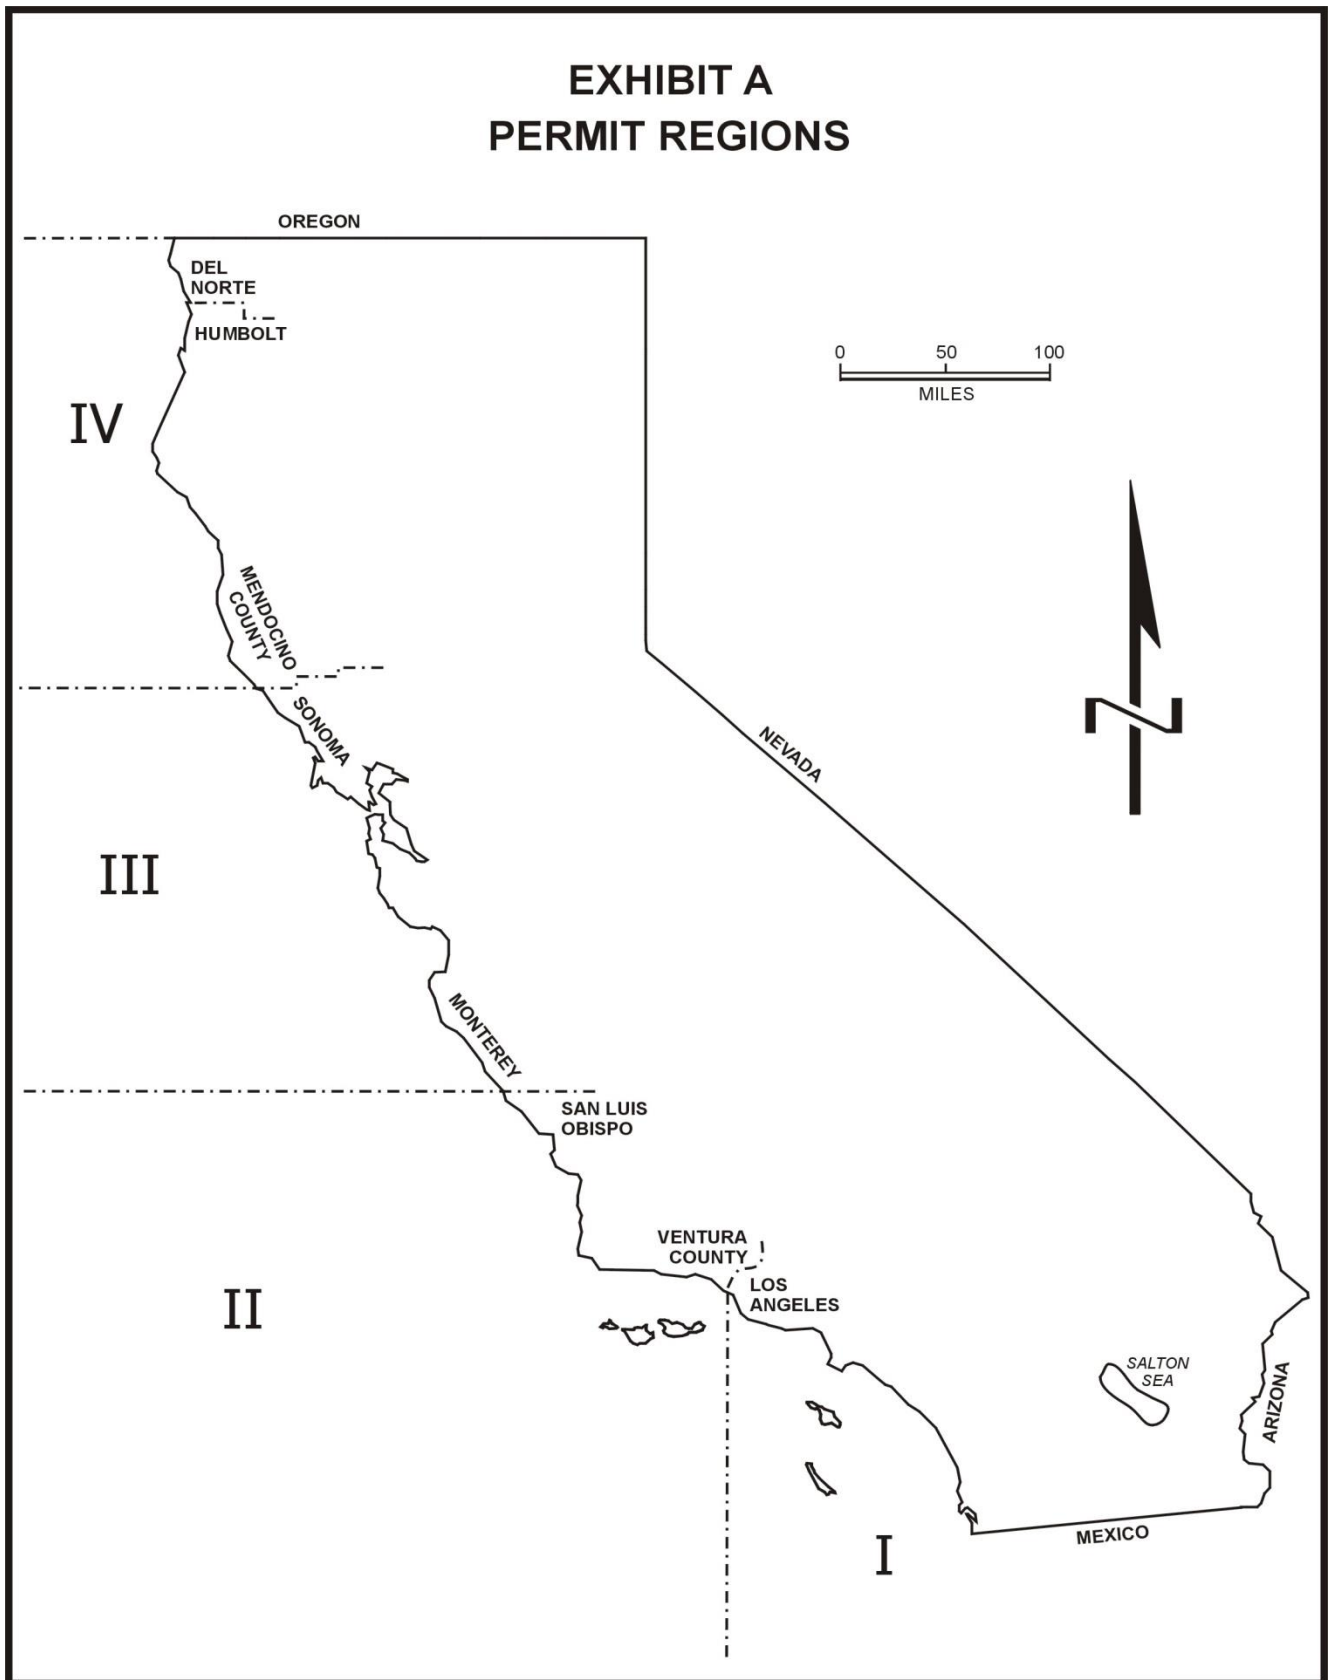 EXHIBIT A
PERMIT REGIONS
OREGON
DEL
NORTE
HUMBOLT
0 50 100
MILES
IV
MENDOCINO
COUNTY
SONOMA
NEVADA
N
III
MONTEREY
SAN LUIS
OBISPO
VENTURA
COUNTY
LOS
ANGELES
II
SALTON
SEA
ARIZONA
MEXICO
I